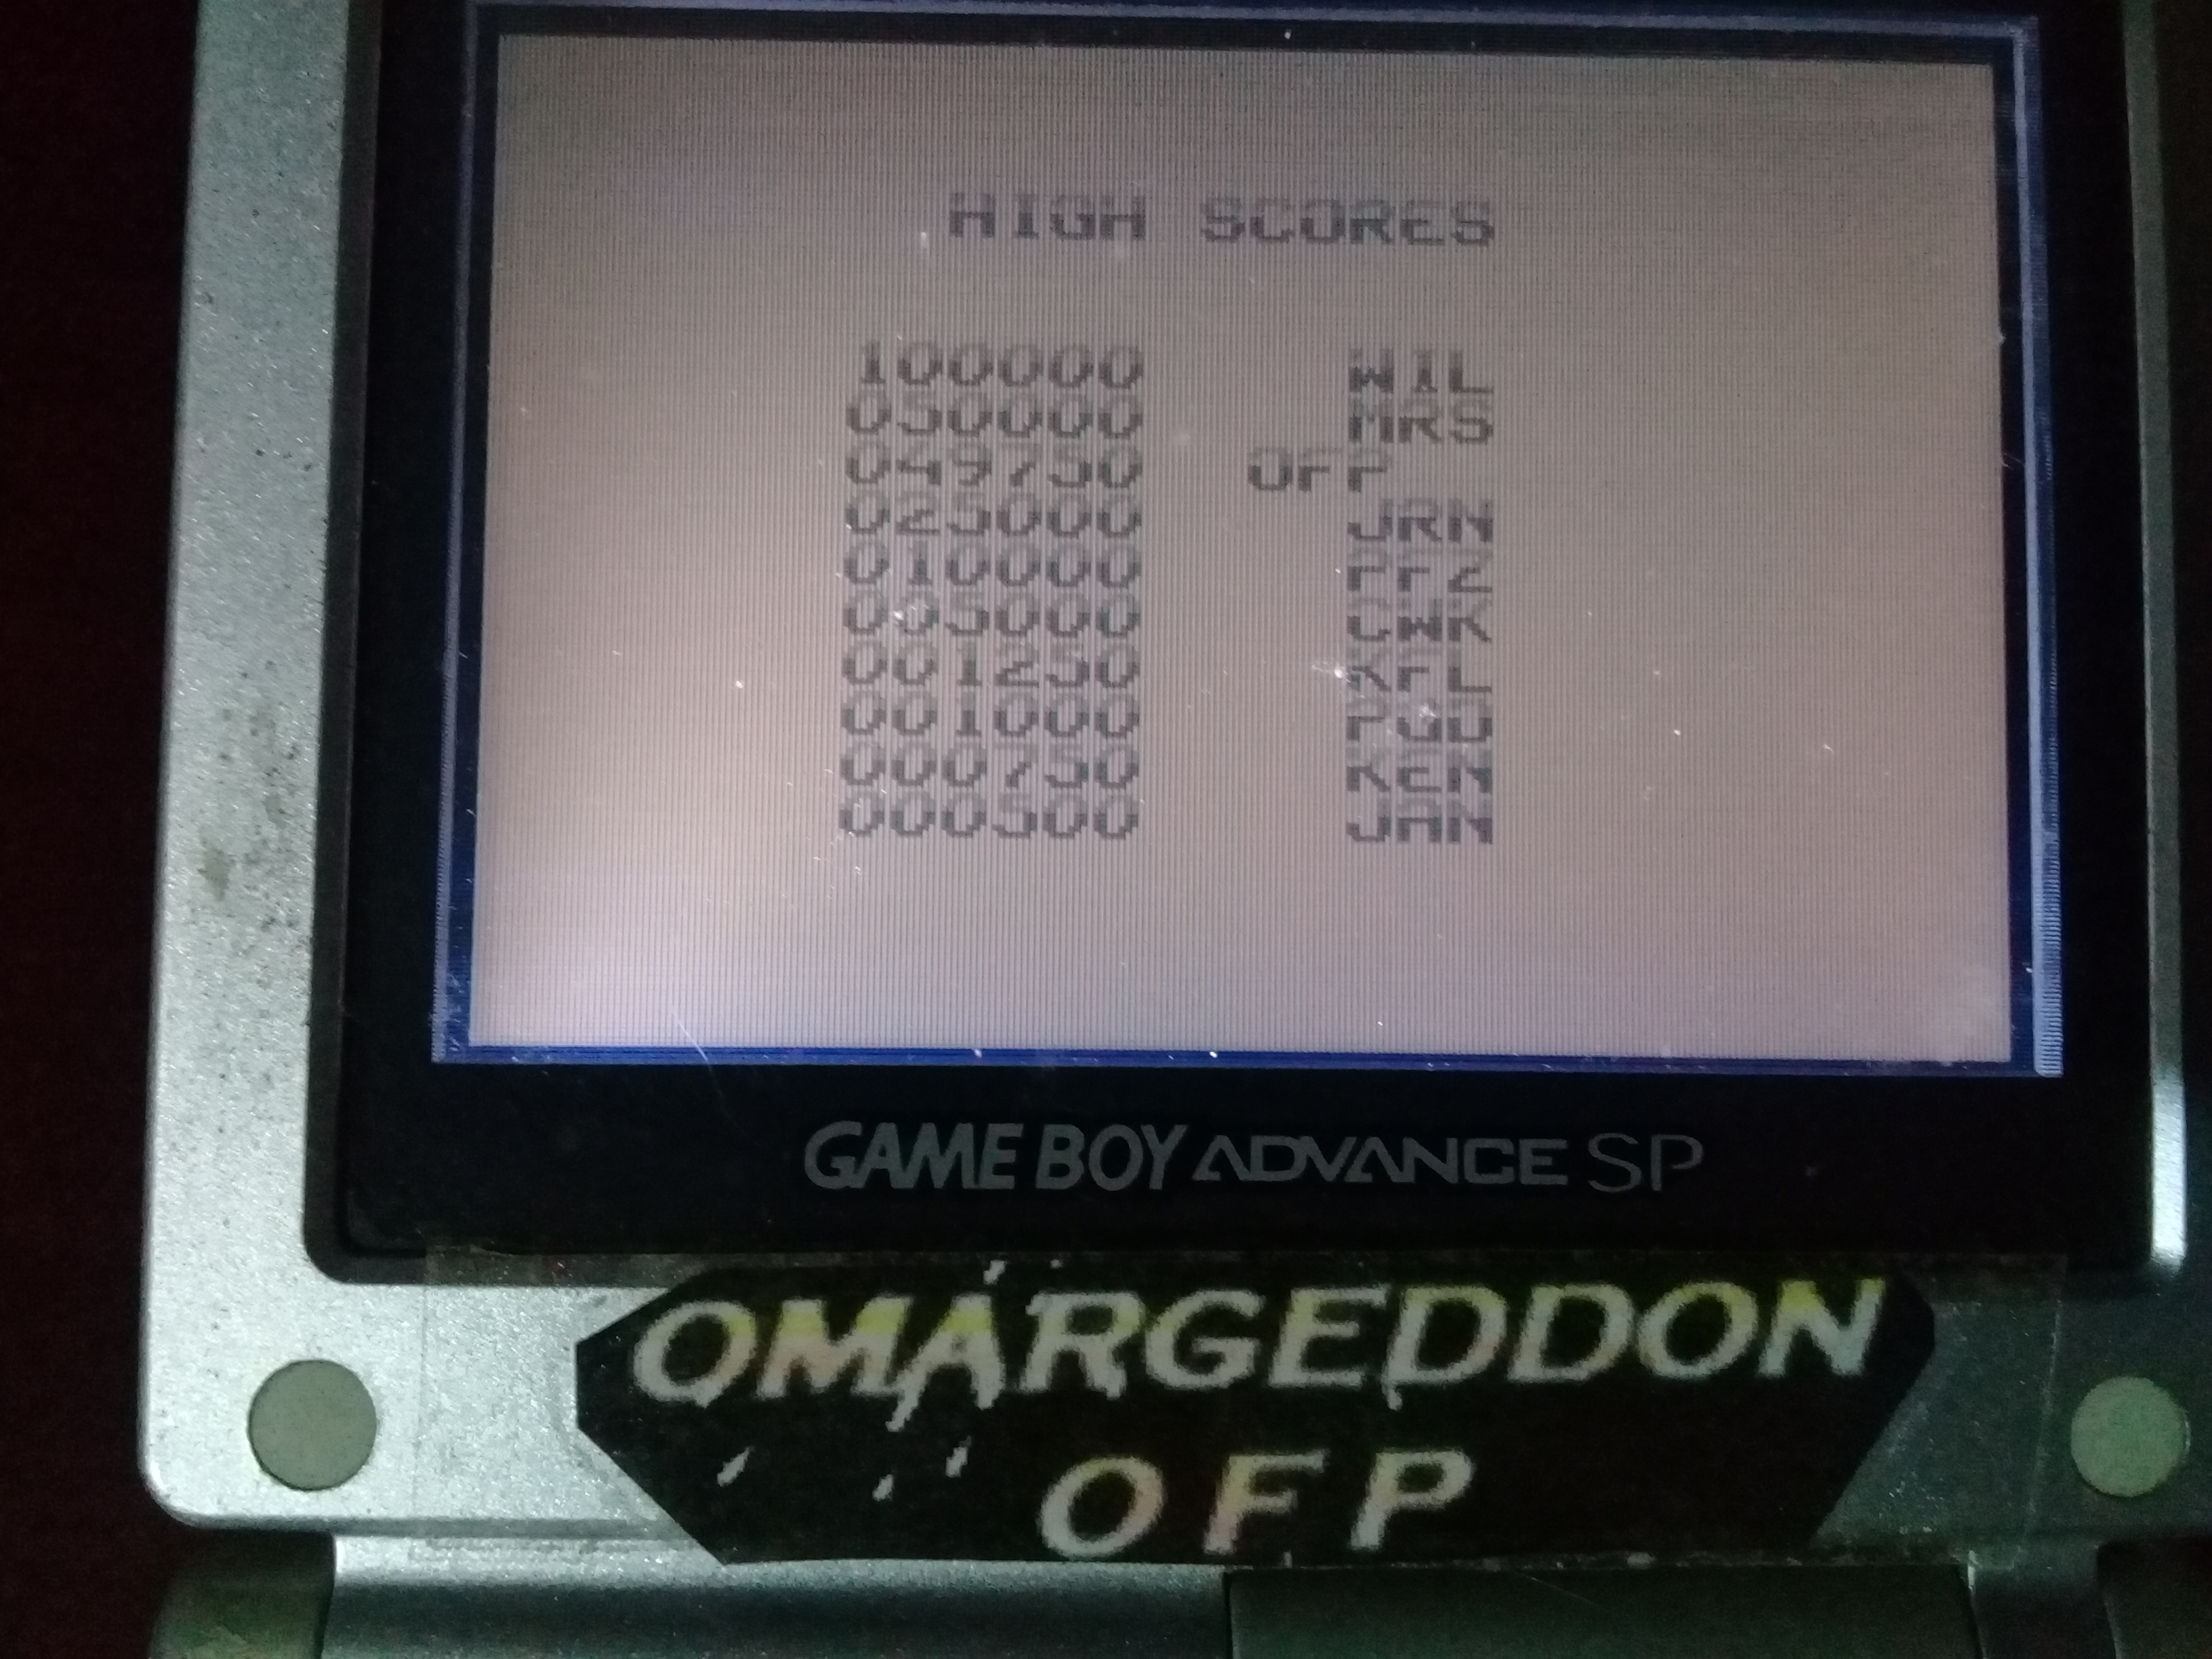 HIGH SCORES
100000 WIL
050000 MRS
049750 OFP
025000 JRN
010000 PFZ
005000 CWK
001250 KFL
001000 PGD
000750 KEN
000500 JAN
GAME BOY ADVANCE SP
OMARGEDDON
OFP